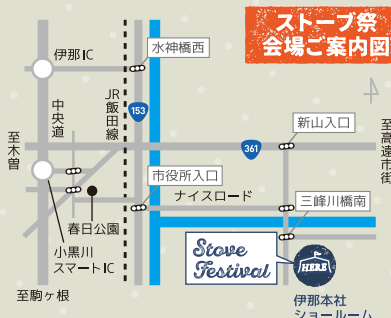 ストーブ祭
会場ご案内図
伊那IC
水神橋西
中央道
JR飯田線
153
新山入口
361
至木曽
至高遠市街
市役所入口
ナイスロード
三峰川橋南
春日公園
小黒川
スマートIC
Stove
Festival
HERE
至駒ヶ根
伊那本社
ショールーム